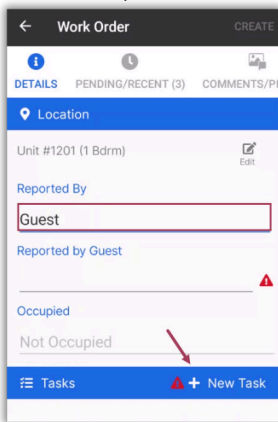 Work Order
CREATE
DETAILS
PENDING/RECENT (3)
Location
Unit #1201 (1 Bdrm)
Edit
Reported By
Guest
Reported by Guest
Occupied
Not Occupied
Tasks
+ New Task